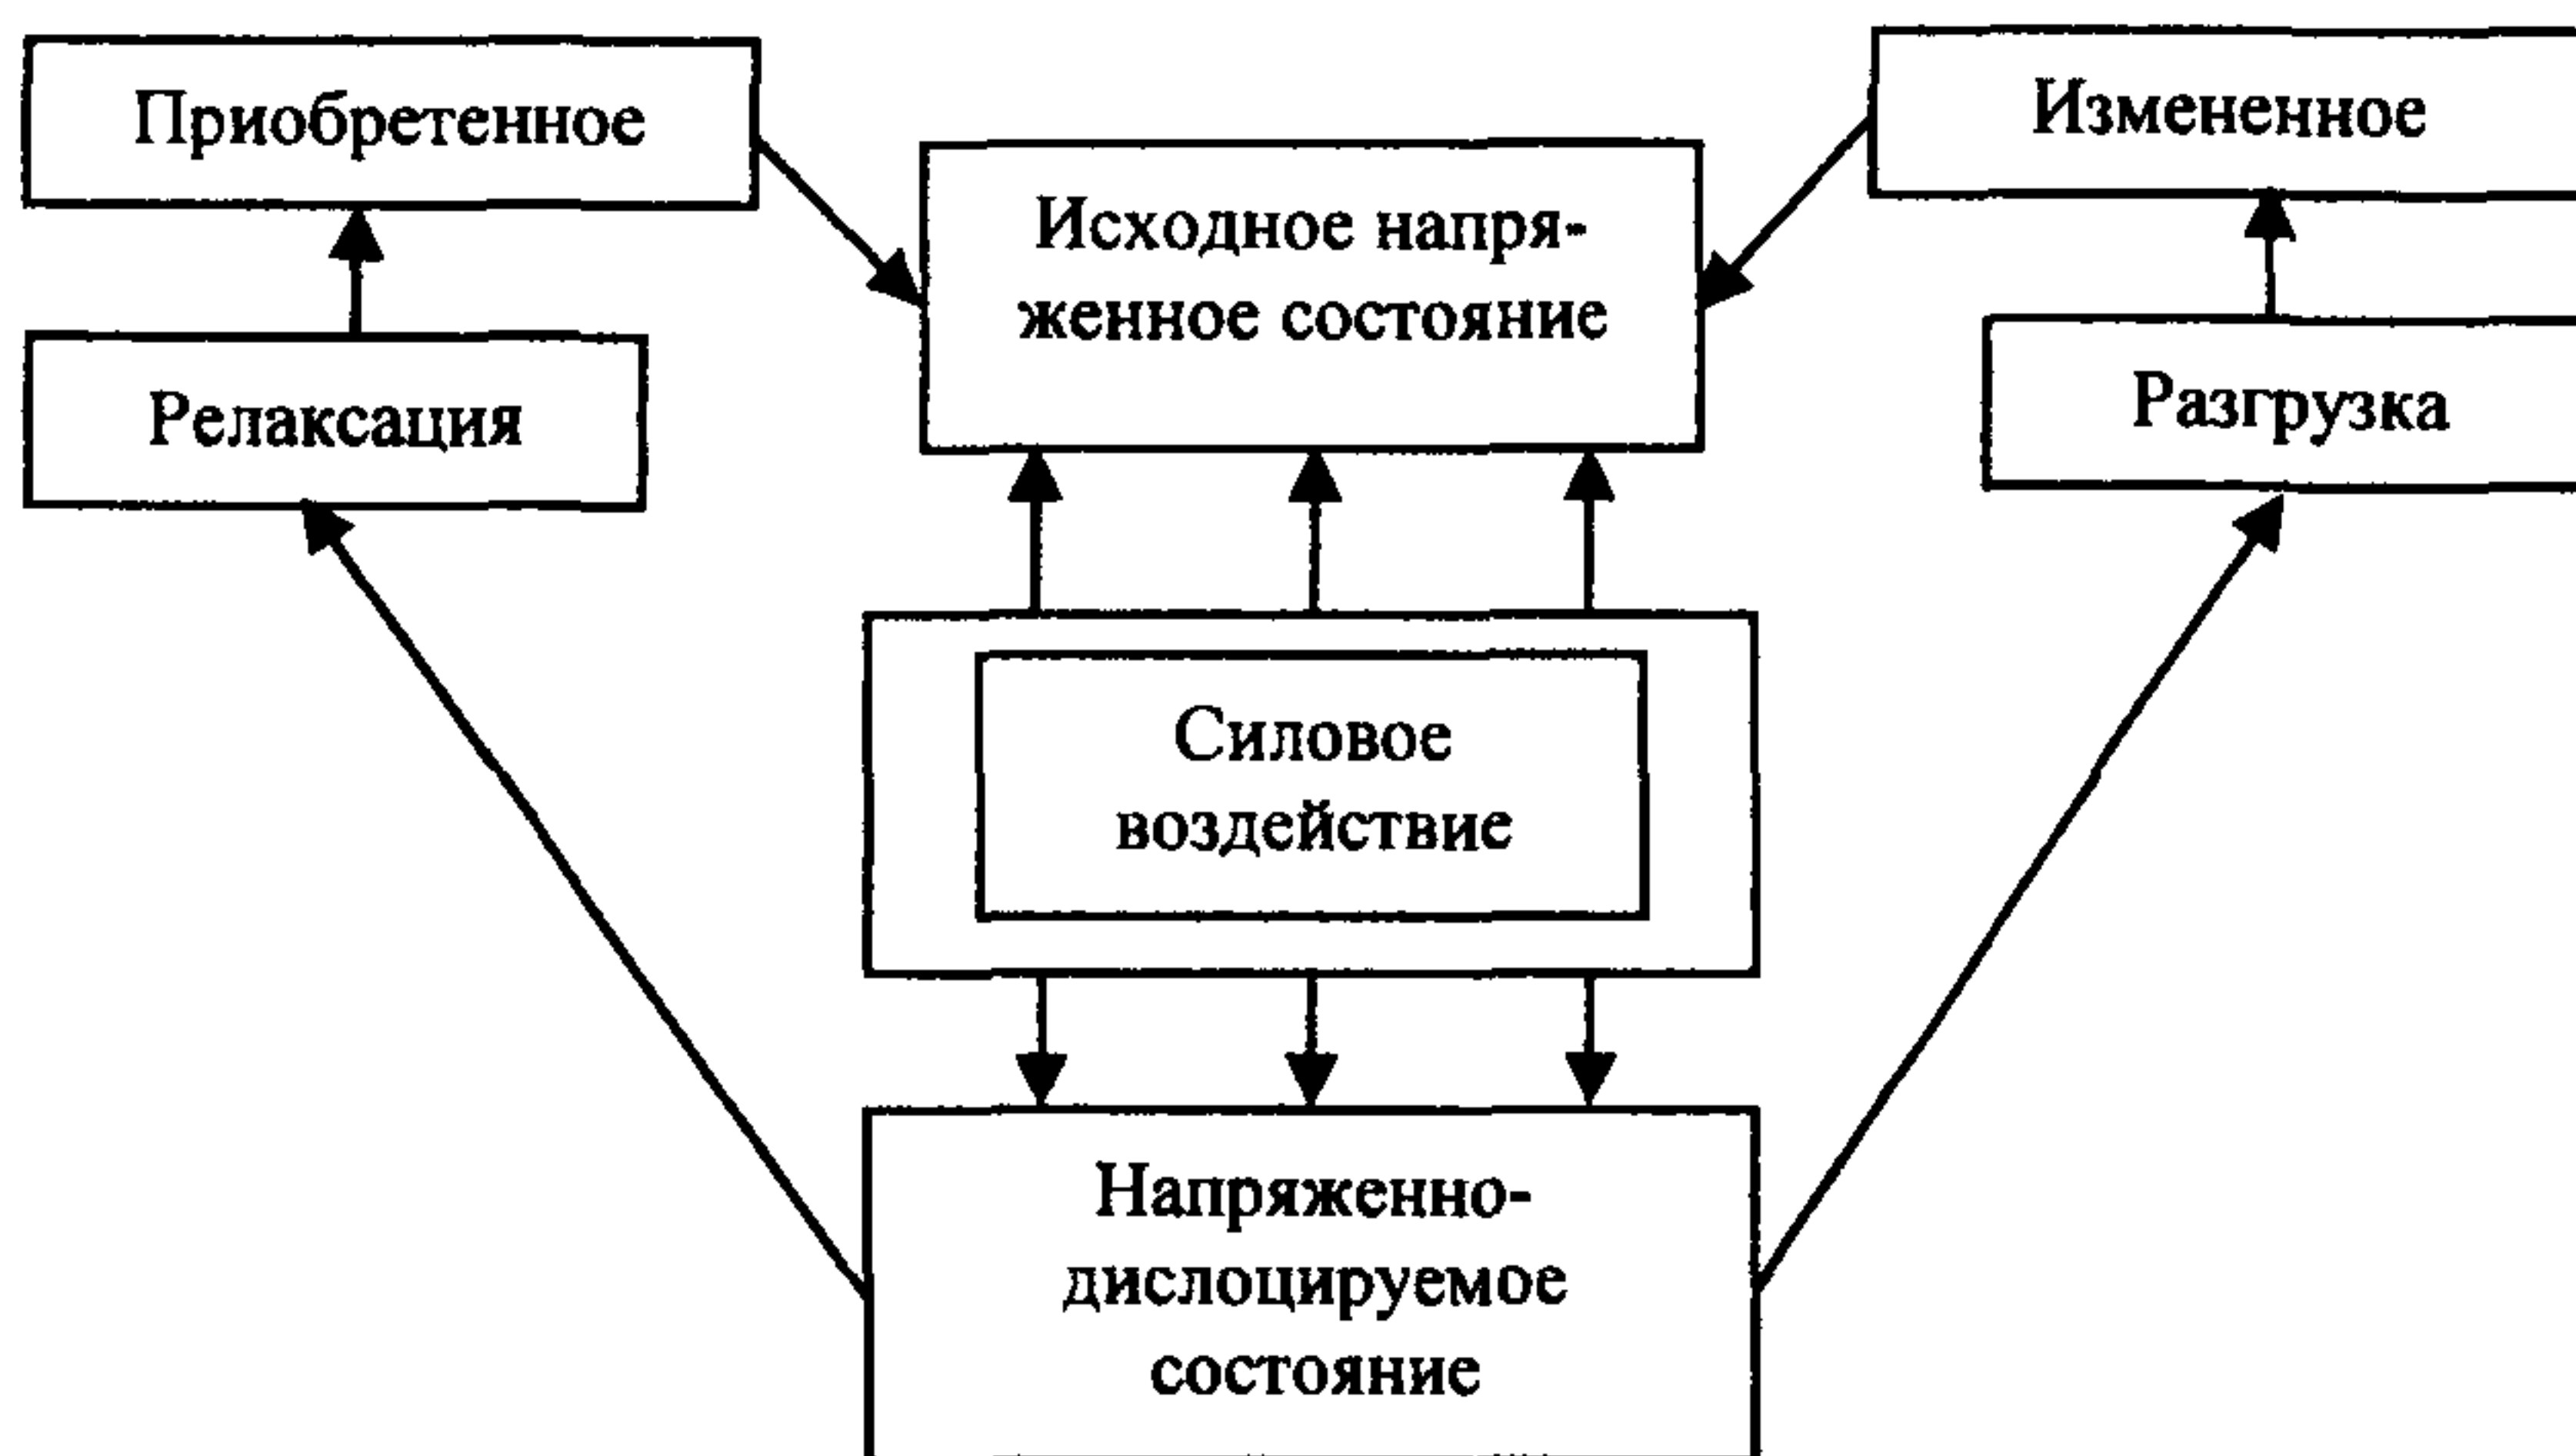 Приобретенное
Измененное
Исходное напря-
женное состояние
Релаксация
Разгрузка
Силовое
воздействие
Напряженно-
дислоцируемое
состояние